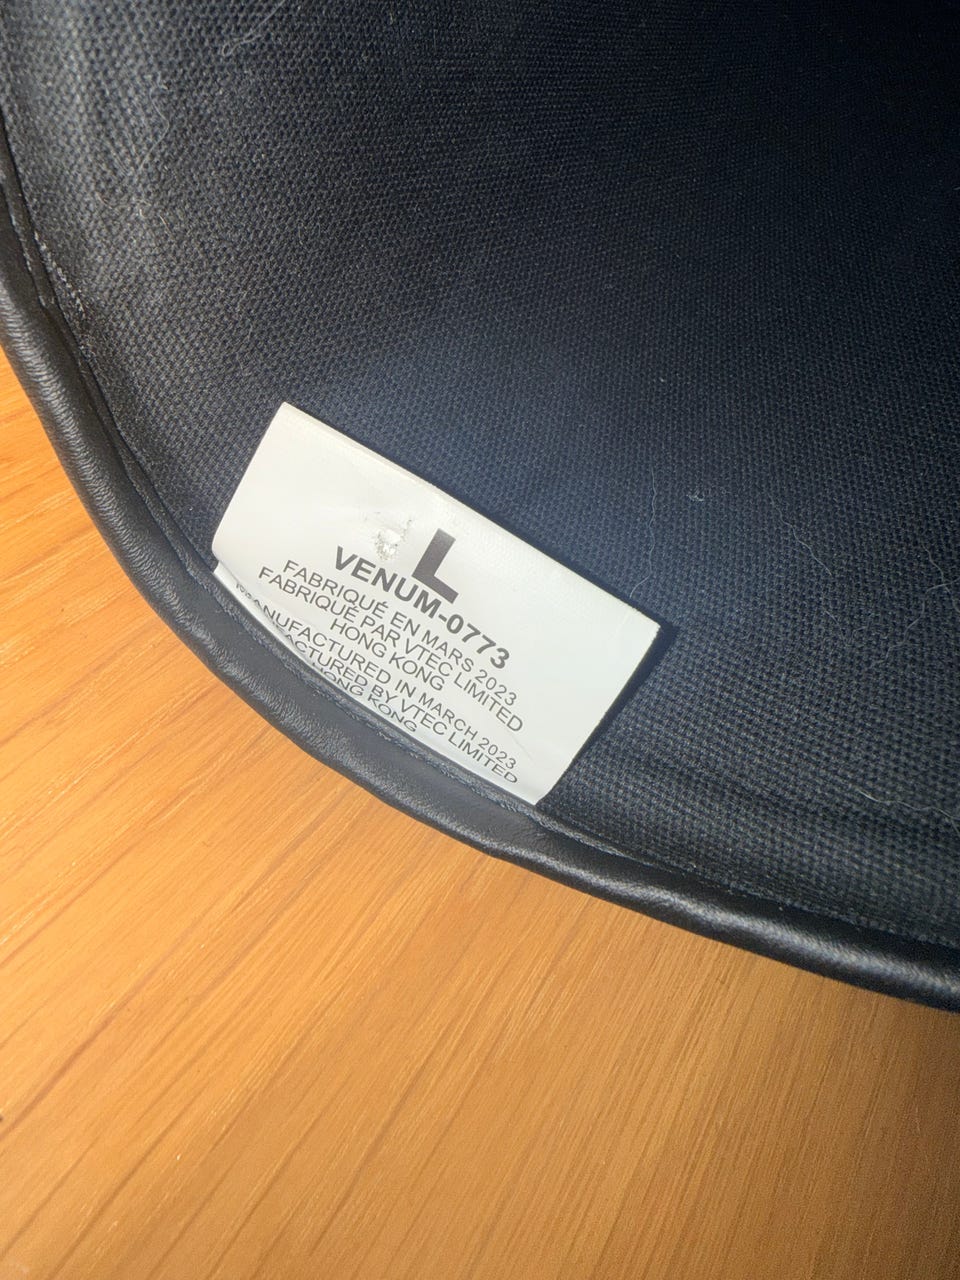 L
VENUM-0773
FABRIQUÉ EN MARS 2023
FABRIQUÉ PAR VTEC LIMITED
HONG KONG
MANUFACTURED IN MARCH 2023
BY VTEC LIMITED
HONG KONG